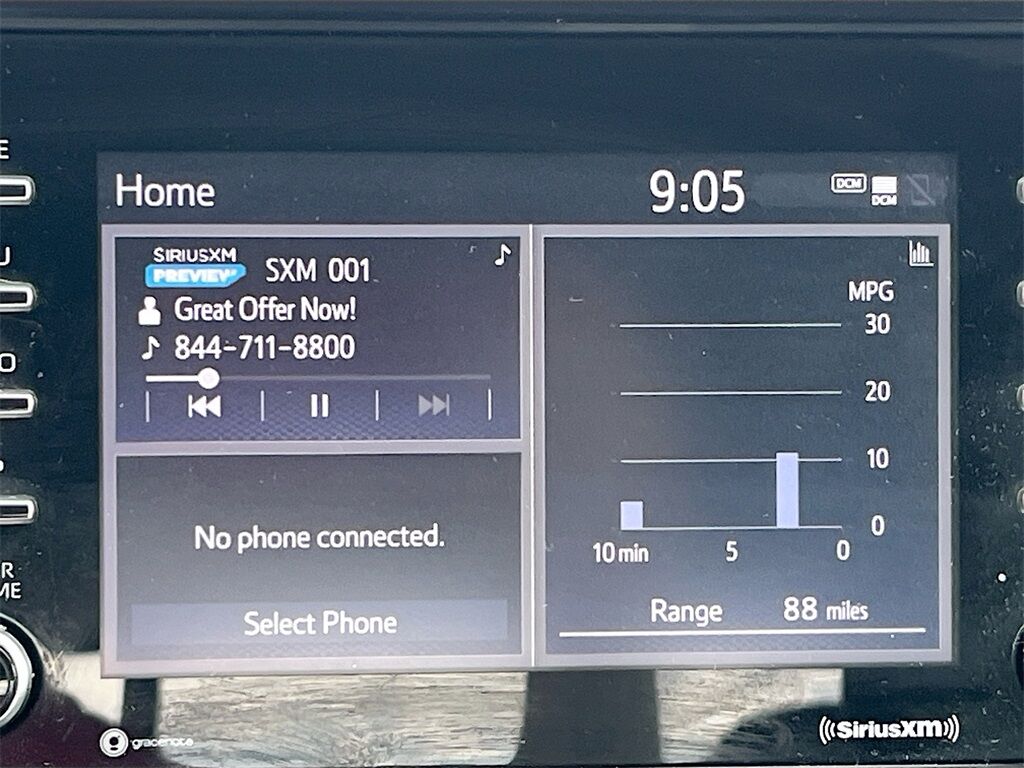 Home
9:05
DCM
DCM
SIRIUSXM
PREVIEW
SXM 001
Great Offer Now!
844-711-8800
No phone connected.
Select Phone
MPG
30
20
10
0
10 min 5 0
Range 88 miles
gracenote
SiriusXM
E
U
O
R
ME